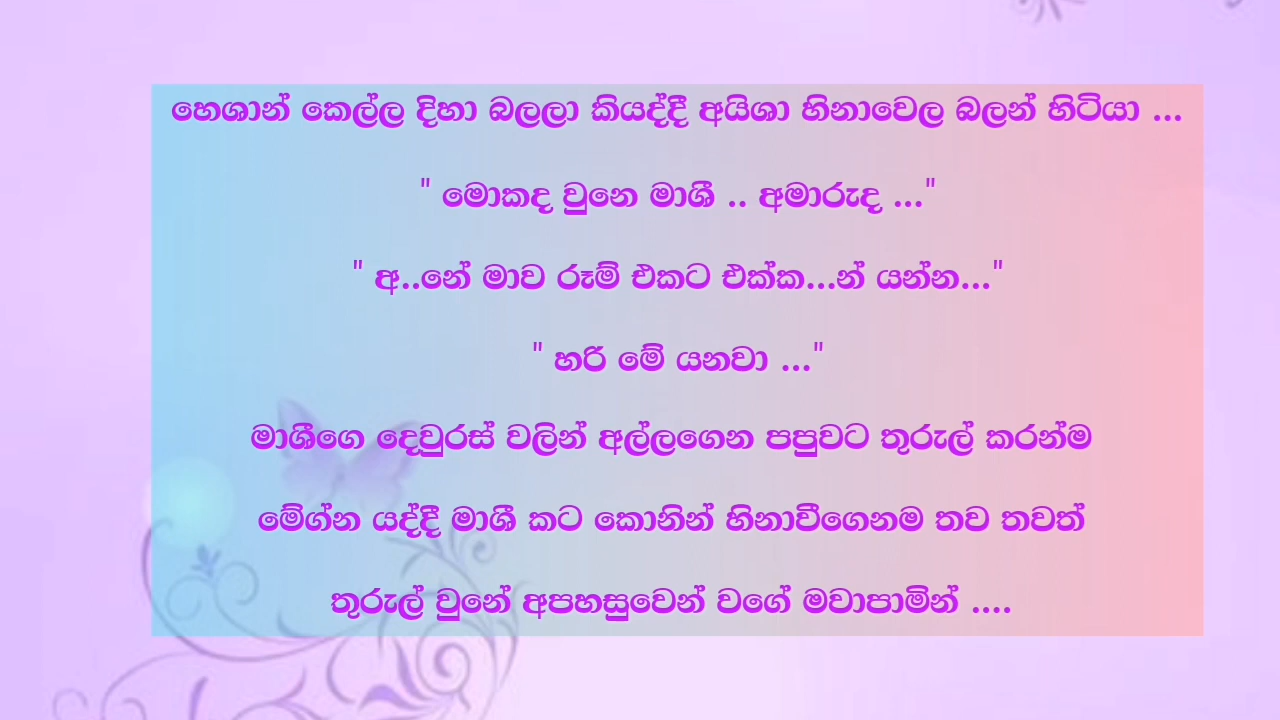 හෙශාන් කෙල්ල දිහා බලලා කියද්දී අයිශා හිනාවෙල බලන් හිටියා ...
" මොකද වුනෙ මාශී .. අමාරුද ..."
" අ..නේ මාව රූම් එකට එක්ක...න් යන්න..."
" හරි මේ යනවා ..."
මාශීගෙ දෙවුරස් වලින් අල්ලගෙන පපුවට තුරුල් කරන්ම
මේග්න යද්දී මාශී කට කොනින් හිනාවීගෙනම තව තවත්
තුරුල් වුනේ අපහසුවෙන් වගේ මවාපාමින් ....